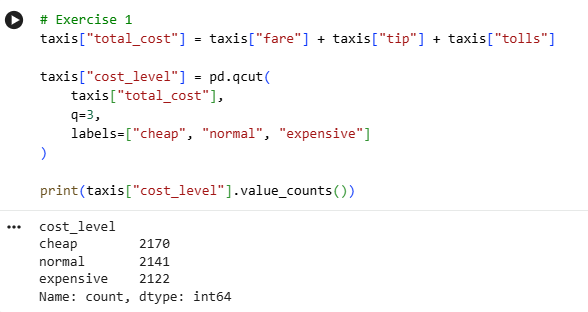 # Exercise 1
taxis["total_cost"] = taxis["fare"] + taxis["tip"] + taxis["tolls"]
taxis["cost_level"] = pd.qcut(
    taxis["total_cost"],
    q=3,
    labels=["cheap", "normal", "expensive"]
)
print(taxis["cost_level"].value_counts())
cost_level
cheap        2170
normal       2141
expensive    2122
Name: count, dtype: int64